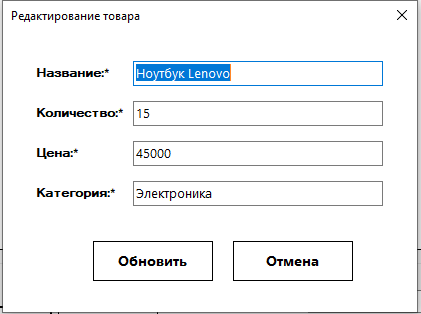 Редактирование товара
Название:* Ноутбук Lenovo
Количество:* 15
Цена:* 45000
Категория:* Электроника
Обновить Отмена